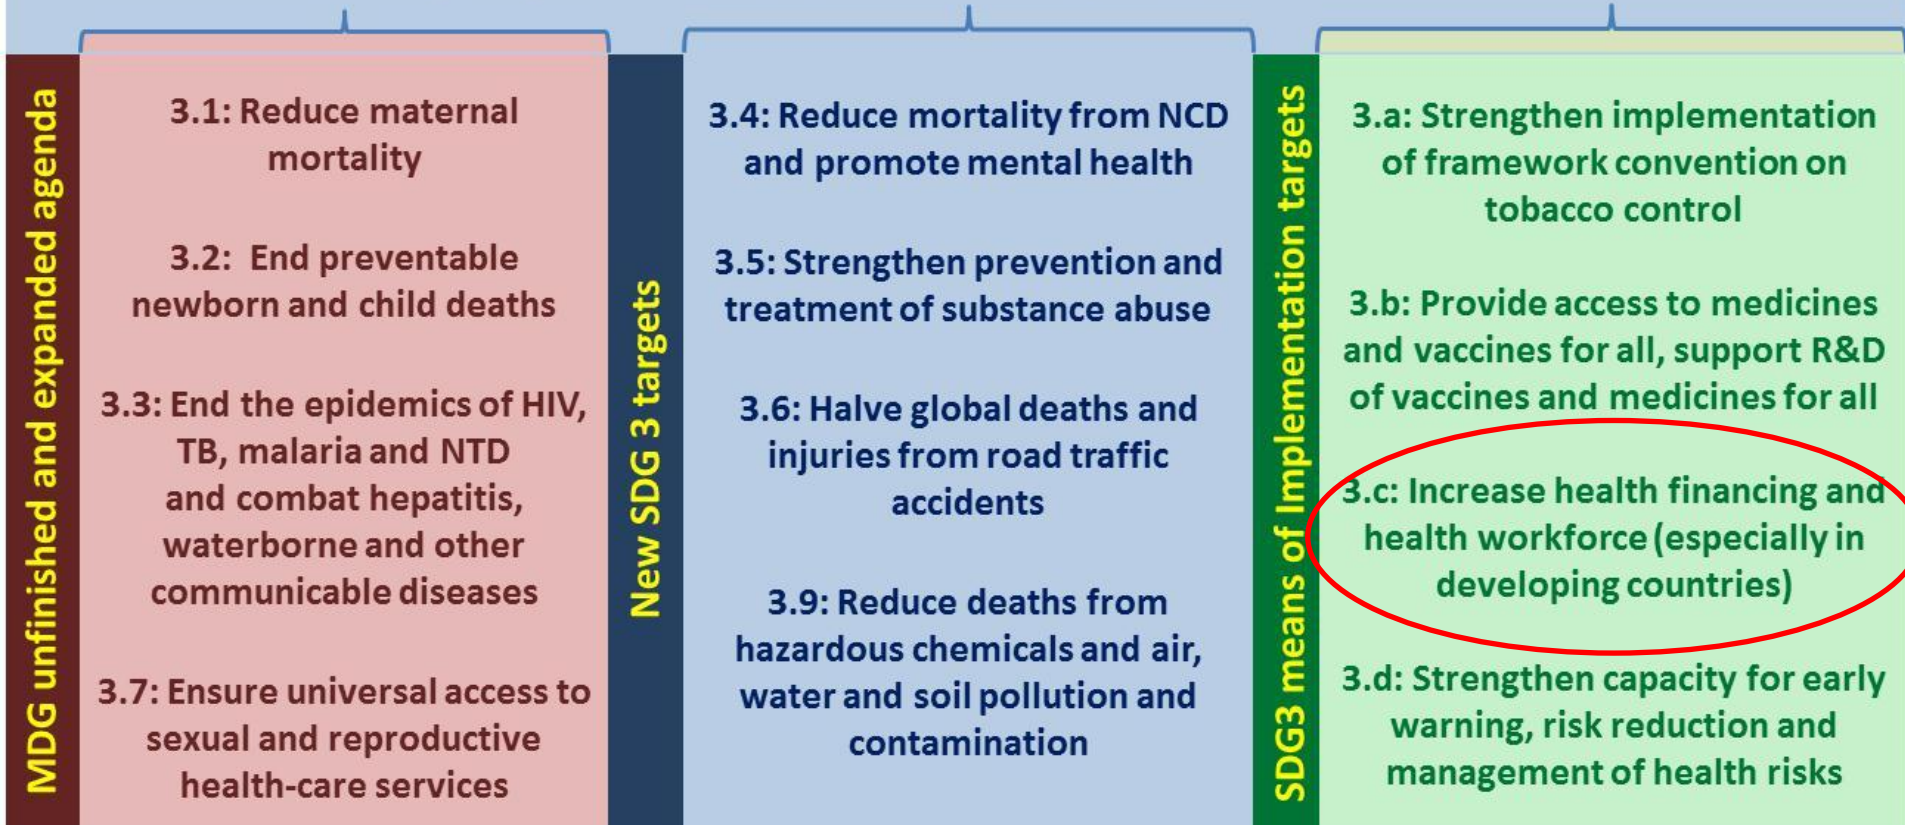 MDG unfinished and expanded agenda
3.1: Reduce maternal
mortality
3.2: End preventable
newborn and child deaths
3.3: End the epidemics of HIV,
TB, malaria and NTD
and combat hepatitis,
waterborne and other
communicable diseases
3.7: Ensure universal access to
sexual and reproductive
health-care services
New SDG 3 targets
3.4: Reduce mortality from NCD
and promote mental health
3.5: Strengthen prevention and
treatment of substance abuse
3.6: Halve global deaths and
injuries from road traffic
accidents
3.9: Reduce deaths from
hazardous chemicals and air,
water and soil pollution and
contamination
SDG3 means of Implementation targets
3.a: Strengthen implementation
of framework convention on
tobacco control
3.b: Provide access to medicines
and vaccines for all, support R&D
of vaccines and medicines for all
3.c: Increase health financing and
health workforce (especially in
developing countries)
3.d: Strengthen capacity for early
warning, risk reduction and
management of health risks